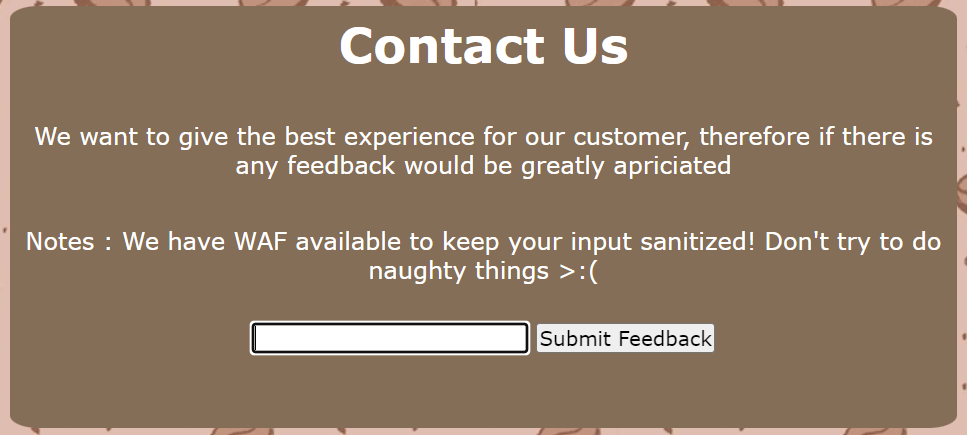 Contact Us
We want to give the best experience for our customer, therefore if there is
any feedback would be greatly apriciated
Notes : We have WAF available to keep your input sanitized! Don't try to do
naughty things >:(
Submit Feedback